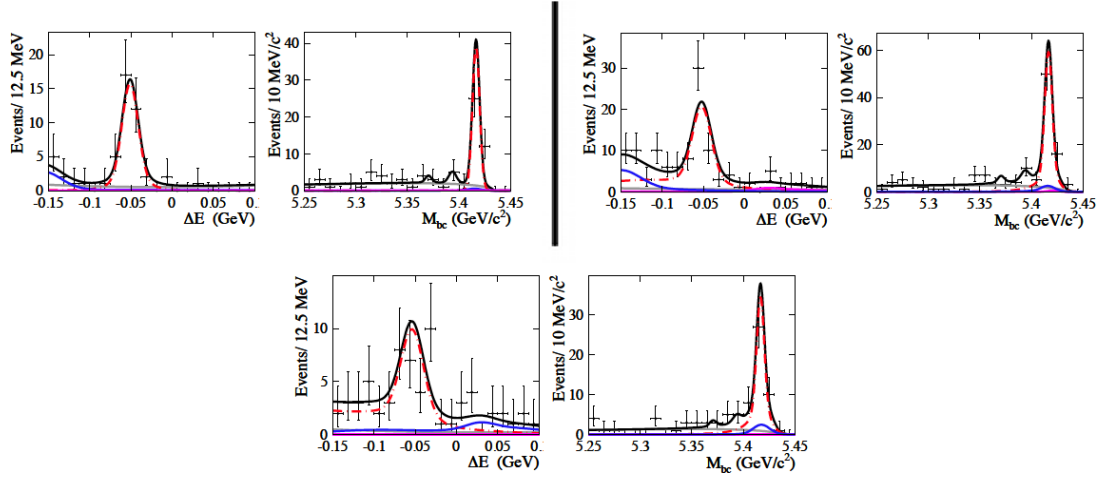 Events/ 12.5 MeV
20
15
10
5
0
-0.15 -0.1 -0.05 0 0.05 0.
ΔE (GeV)
Events/ 10 MeV/c²
40
30
20
10
0
5.25 5.3 5.35 5.4 5.45
M_bc (GeV/c²)
Events/ 12.5 MeV
30
20
10
0
-0.15 -0.1 -0.05 0 0.05 0.
ΔE (GeV)
Events/ 10 MeV/c²
60
40
20
0
5.25 5.3 5.35 5.4 5.45
M_bc (GeV/c²)
Events/ 12.5 MeV
10
5
0
-0.15 -0.1 -0.05 0 0.05 0.
ΔE (GeV)
Events/ 10 MeV/c²
30
20
10
0
5.25 5.3 5.35 5.4 5.45
M_bc (GeV/c²)